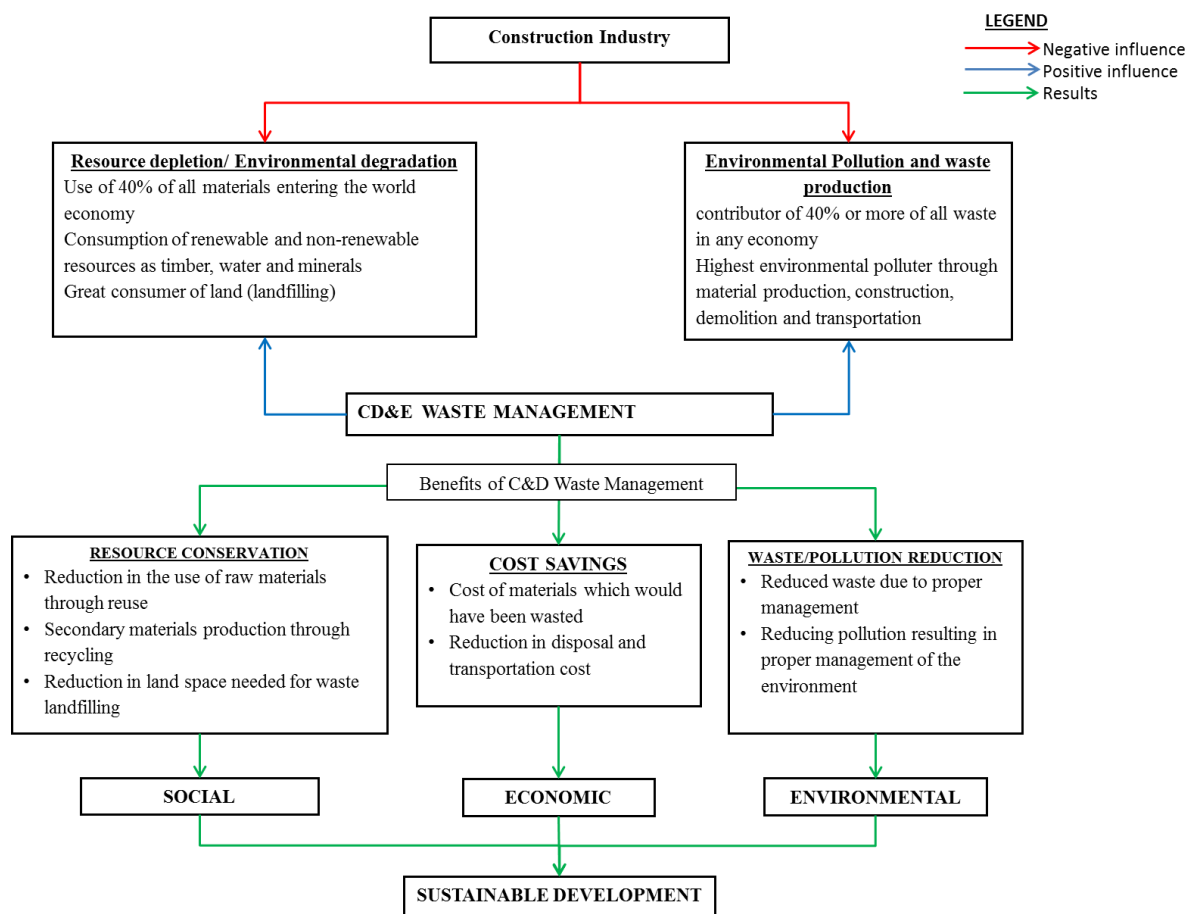 Construction Industry
LEGEND
Negative influence
Positive influence
Results
Resource depletion/ Environmental degradation
Use of 40% of all materials entering the world
economy
Consumption of renewable and non-renewable
resources as timber, water and minerals
Great consumer of land (landfilling)
Environmental Pollution and waste
production
contributor of 40% or more of all waste
in any economy
Highest environmental polluter through
material production, construction,
demolition and transportation
CD&E WASTE MANAGEMENT
Benefits of C&D Waste Management
RESOURCE CONSERVATION
• Reduction in the use of raw materials
through reuse
• Secondary materials production through
recycling
• Reduction in land space needed for waste
landfilling
COST SAVINGS
• Cost of materials which would
have been wasted
• Reduction in disposal and
transportation cost
WASTE/POLLUTION REDUCTION
• Reduced waste due to proper
management
• Reducing pollution resulting in
proper management of the
environment
SOCIAL
ECONOMIC
ENVIRONMENTAL
SUSTAINABLE DEVELOPMENT